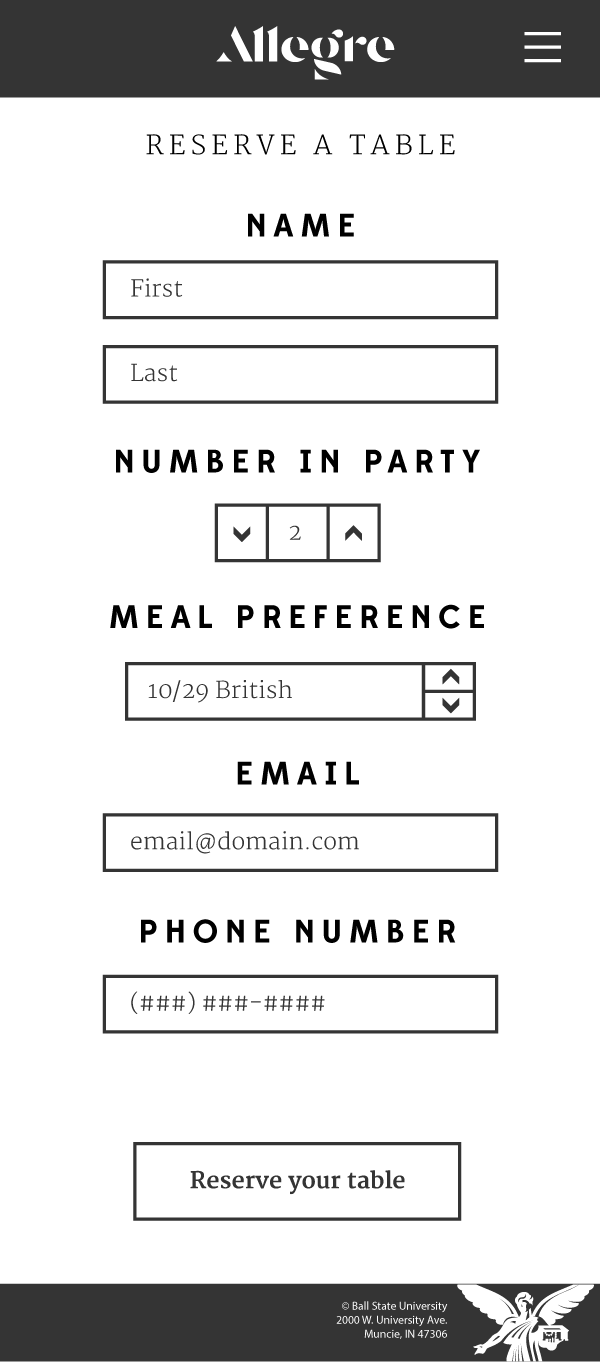 Allegre
RESERVE A TABLE
NAME
First
Last
NUMBER IN PARTY
2
MEAL PREFERENCE
10/29 British
EMAIL
email@domain.com
PHONE NUMBER
(###) ###-####
Reserve your table
© Ball State University
2000 W. University Ave.
Muncie, IN 47306